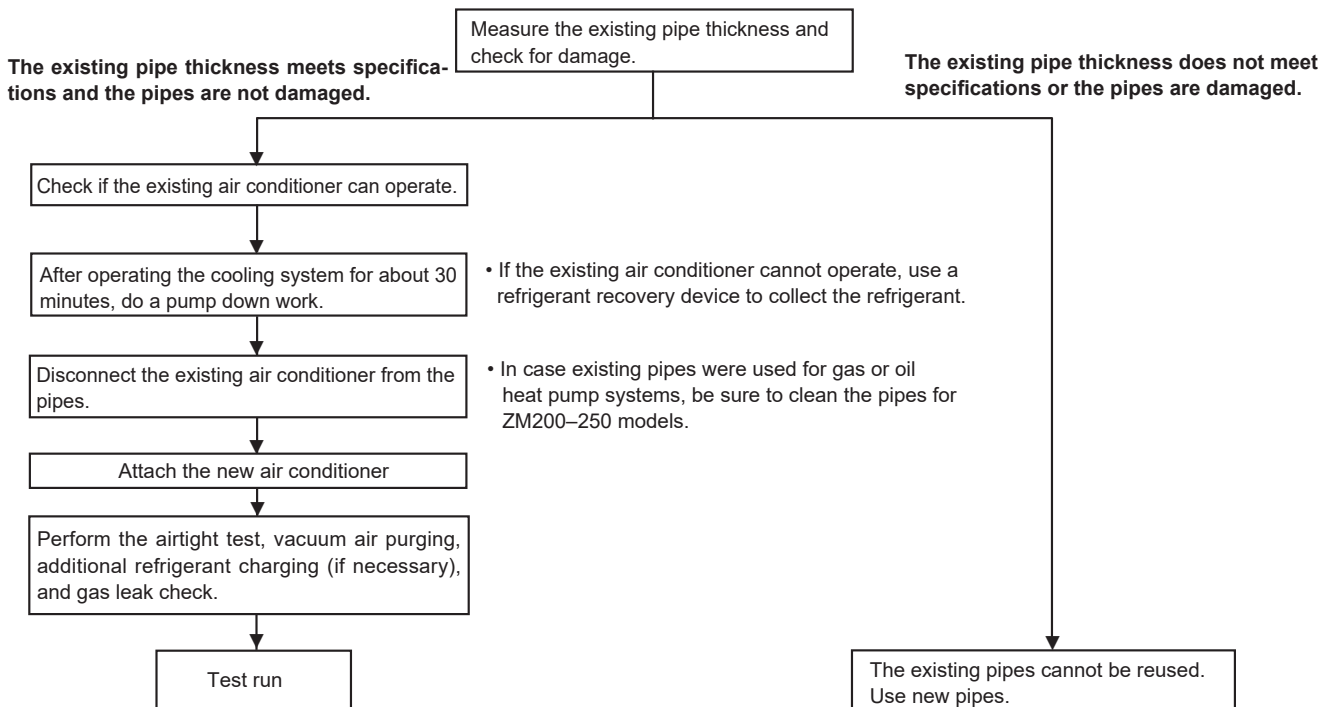 Measure the existing pipe thickness and
check for damage.
The existing pipe thickness meets specifica-
tions and the pipes are not damaged.
The existing pipe thickness does not meet
specifications or the pipes are damaged.
Check if the existing air conditioner can operate.
After operating the cooling system for about 30
minutes, do a pump down work.
• If the existing air conditioner cannot operate, use a
refrigerant recovery device to collect the refrigerant.
Disconnect the existing air conditioner from the
pipes.
• In case existing pipes were used for gas or oil
heat pump systems, be sure to clean the pipes for
ZM200–250 models.
Attach the new air conditioner
Perform the airtight test, vacuum air purging,
additional refrigerant charging (if necessary),
and gas leak check.
Test run
The existing pipes cannot be reused.
Use new pipes.